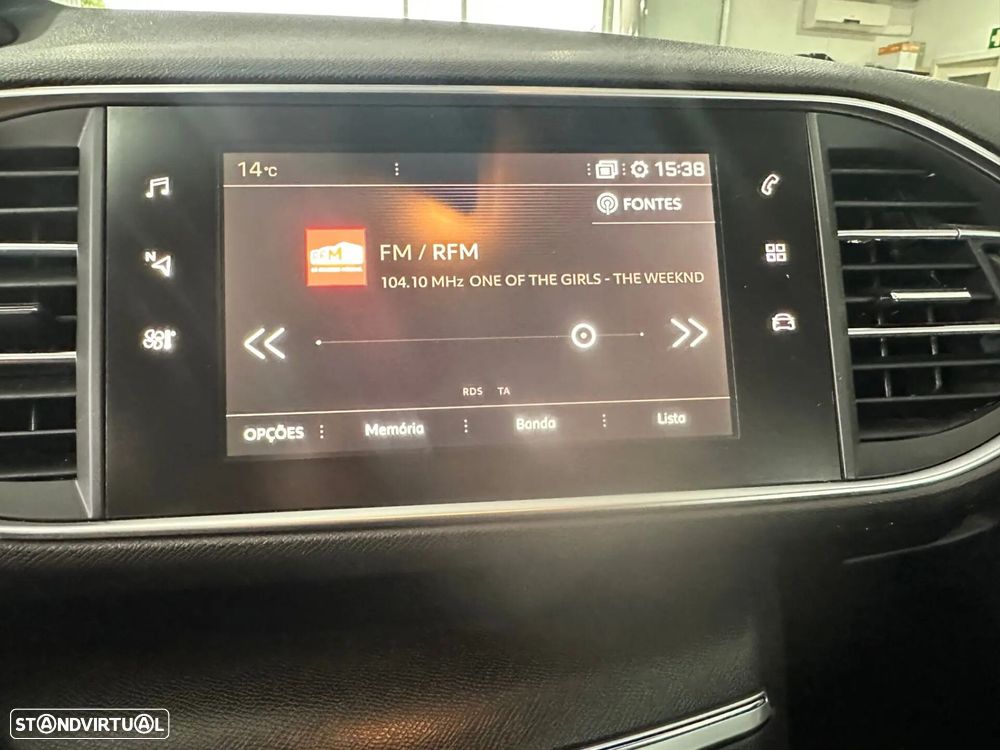 14°C
15:38
FONTES
N
RFM
FM / RFM
104.10 MHz ONE OF THE GIRLS - THE WEEKND
RDS TA
OPÇÕES Memória Banda Lista
STANDVIRTUAL